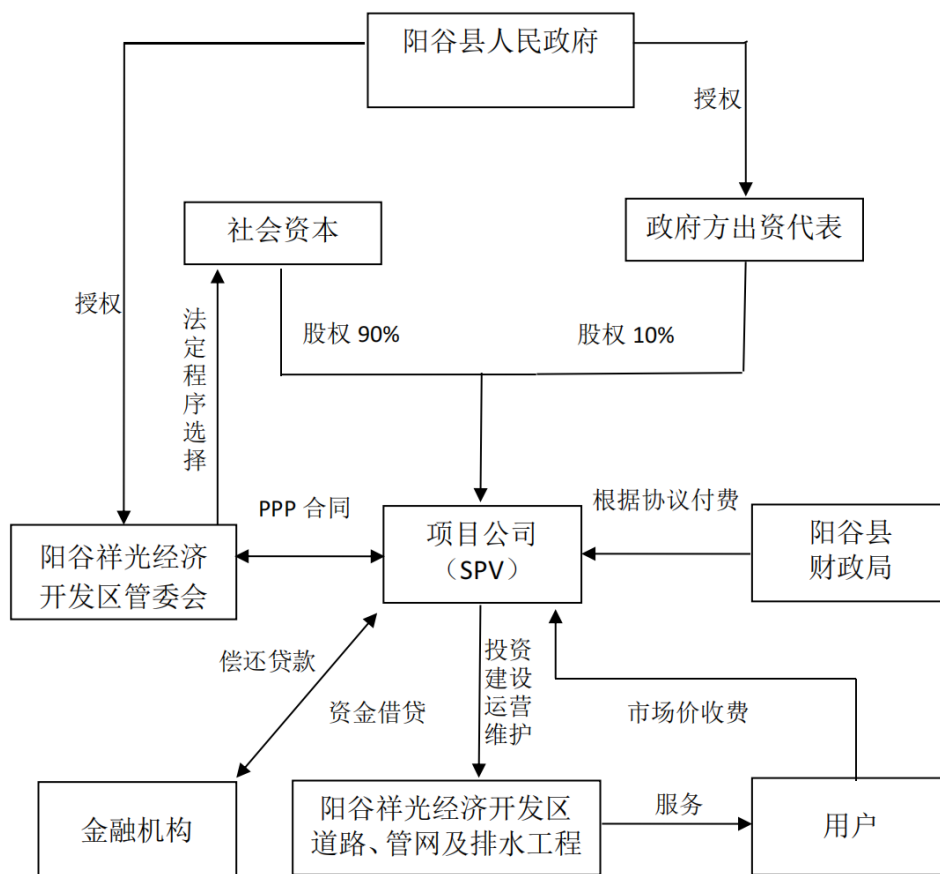 阳谷县人民政府
授权
社会资本
政府方出资代表
授权
法定程序选择
股权 90%
股权 10%
PPP 合同
根据协议付费
阳谷祥光经济
开发区管委会
项目公司
（SPV）
阳谷县
财政局
偿还贷款
资金借贷
投资
建设
运营
维护
市场价收费
金融机构
阳谷祥光经济开发区
道路、管网及排水工程
服务
用户